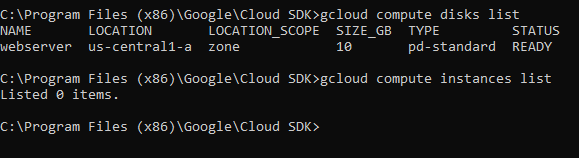 C:\Program Files (x86)\Google\Cloud SDK>gcloud compute disks list
NAME LOCATION LOCATION_SCOPE SIZE_GB TYPE STATUS
webserver us-central1-a zone 10 pd-standard READY
C:\Program Files (x86)\Google\Cloud SDK>gcloud compute instances list
Listed 0 items.
C:\Program Files (x86)\Google\Cloud SDK>